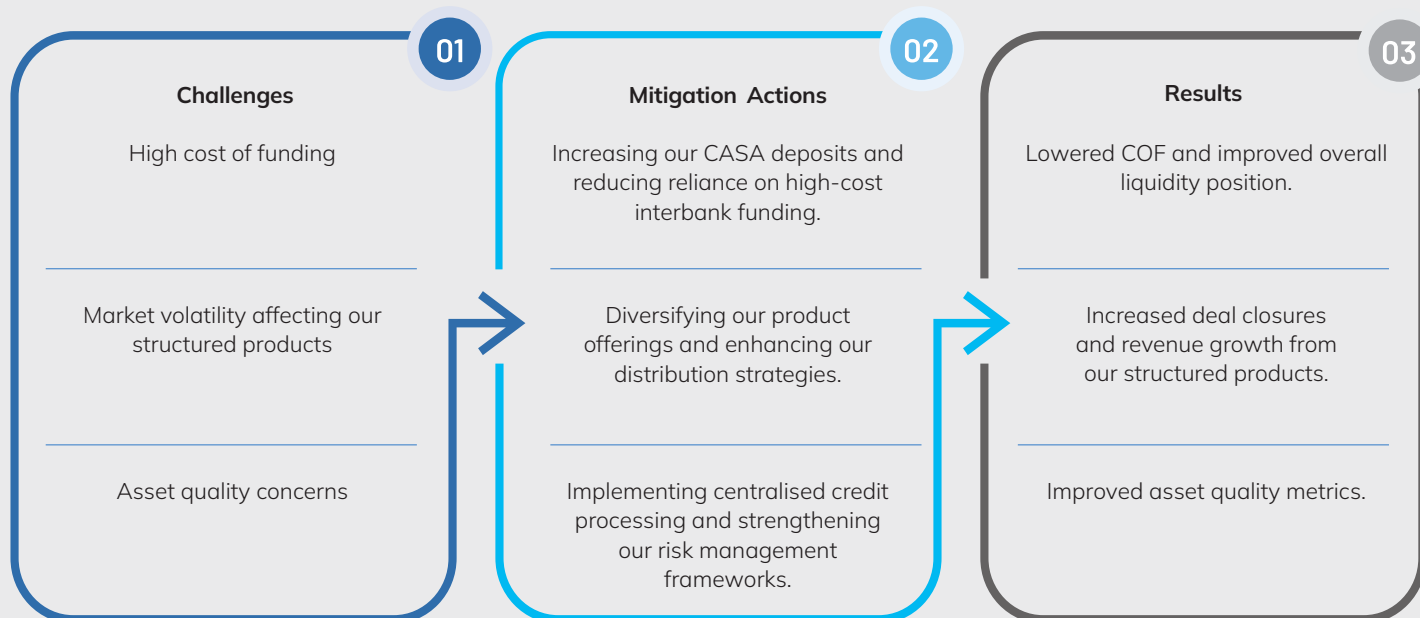 01
Challenges
High cost of funding
Market volatility affecting our
structured products
Asset quality concerns
02
Mitigation Actions
Increasing our CASA deposits and
reducing reliance on high-cost
interbank funding.
Diversifying our product
offerings and enhancing our
distribution strategies.
Implementing centralised credit
processing and strengthening
our risk management
frameworks.
03
Results
Lowered COF and improved overall
liquidity position.
Increased deal closures
and revenue growth from
our structured products.
Improved asset quality metrics.